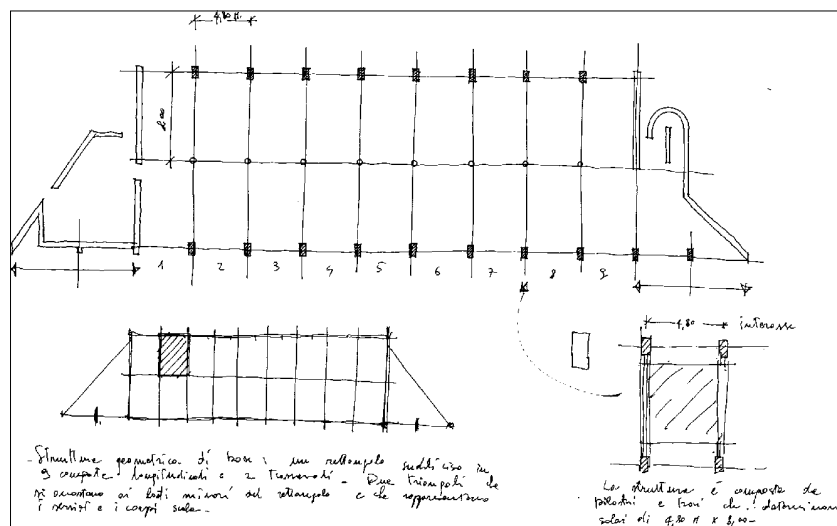 4,80 M.
8,00
1 2 3 4 5 6 7 8 9
4,80 interasse
- Struttura geometrica di base: un rettangolo suddiviso in
9 campate longitudinali e 2 trasversali - Due triangoli che
si innestano ai lati minori del rettangolo e che rappresentano
i servizi e i corpi scala -
La struttura è composta da
pilastri e travi che determinano
solai di 4,80 M x 8,00 -